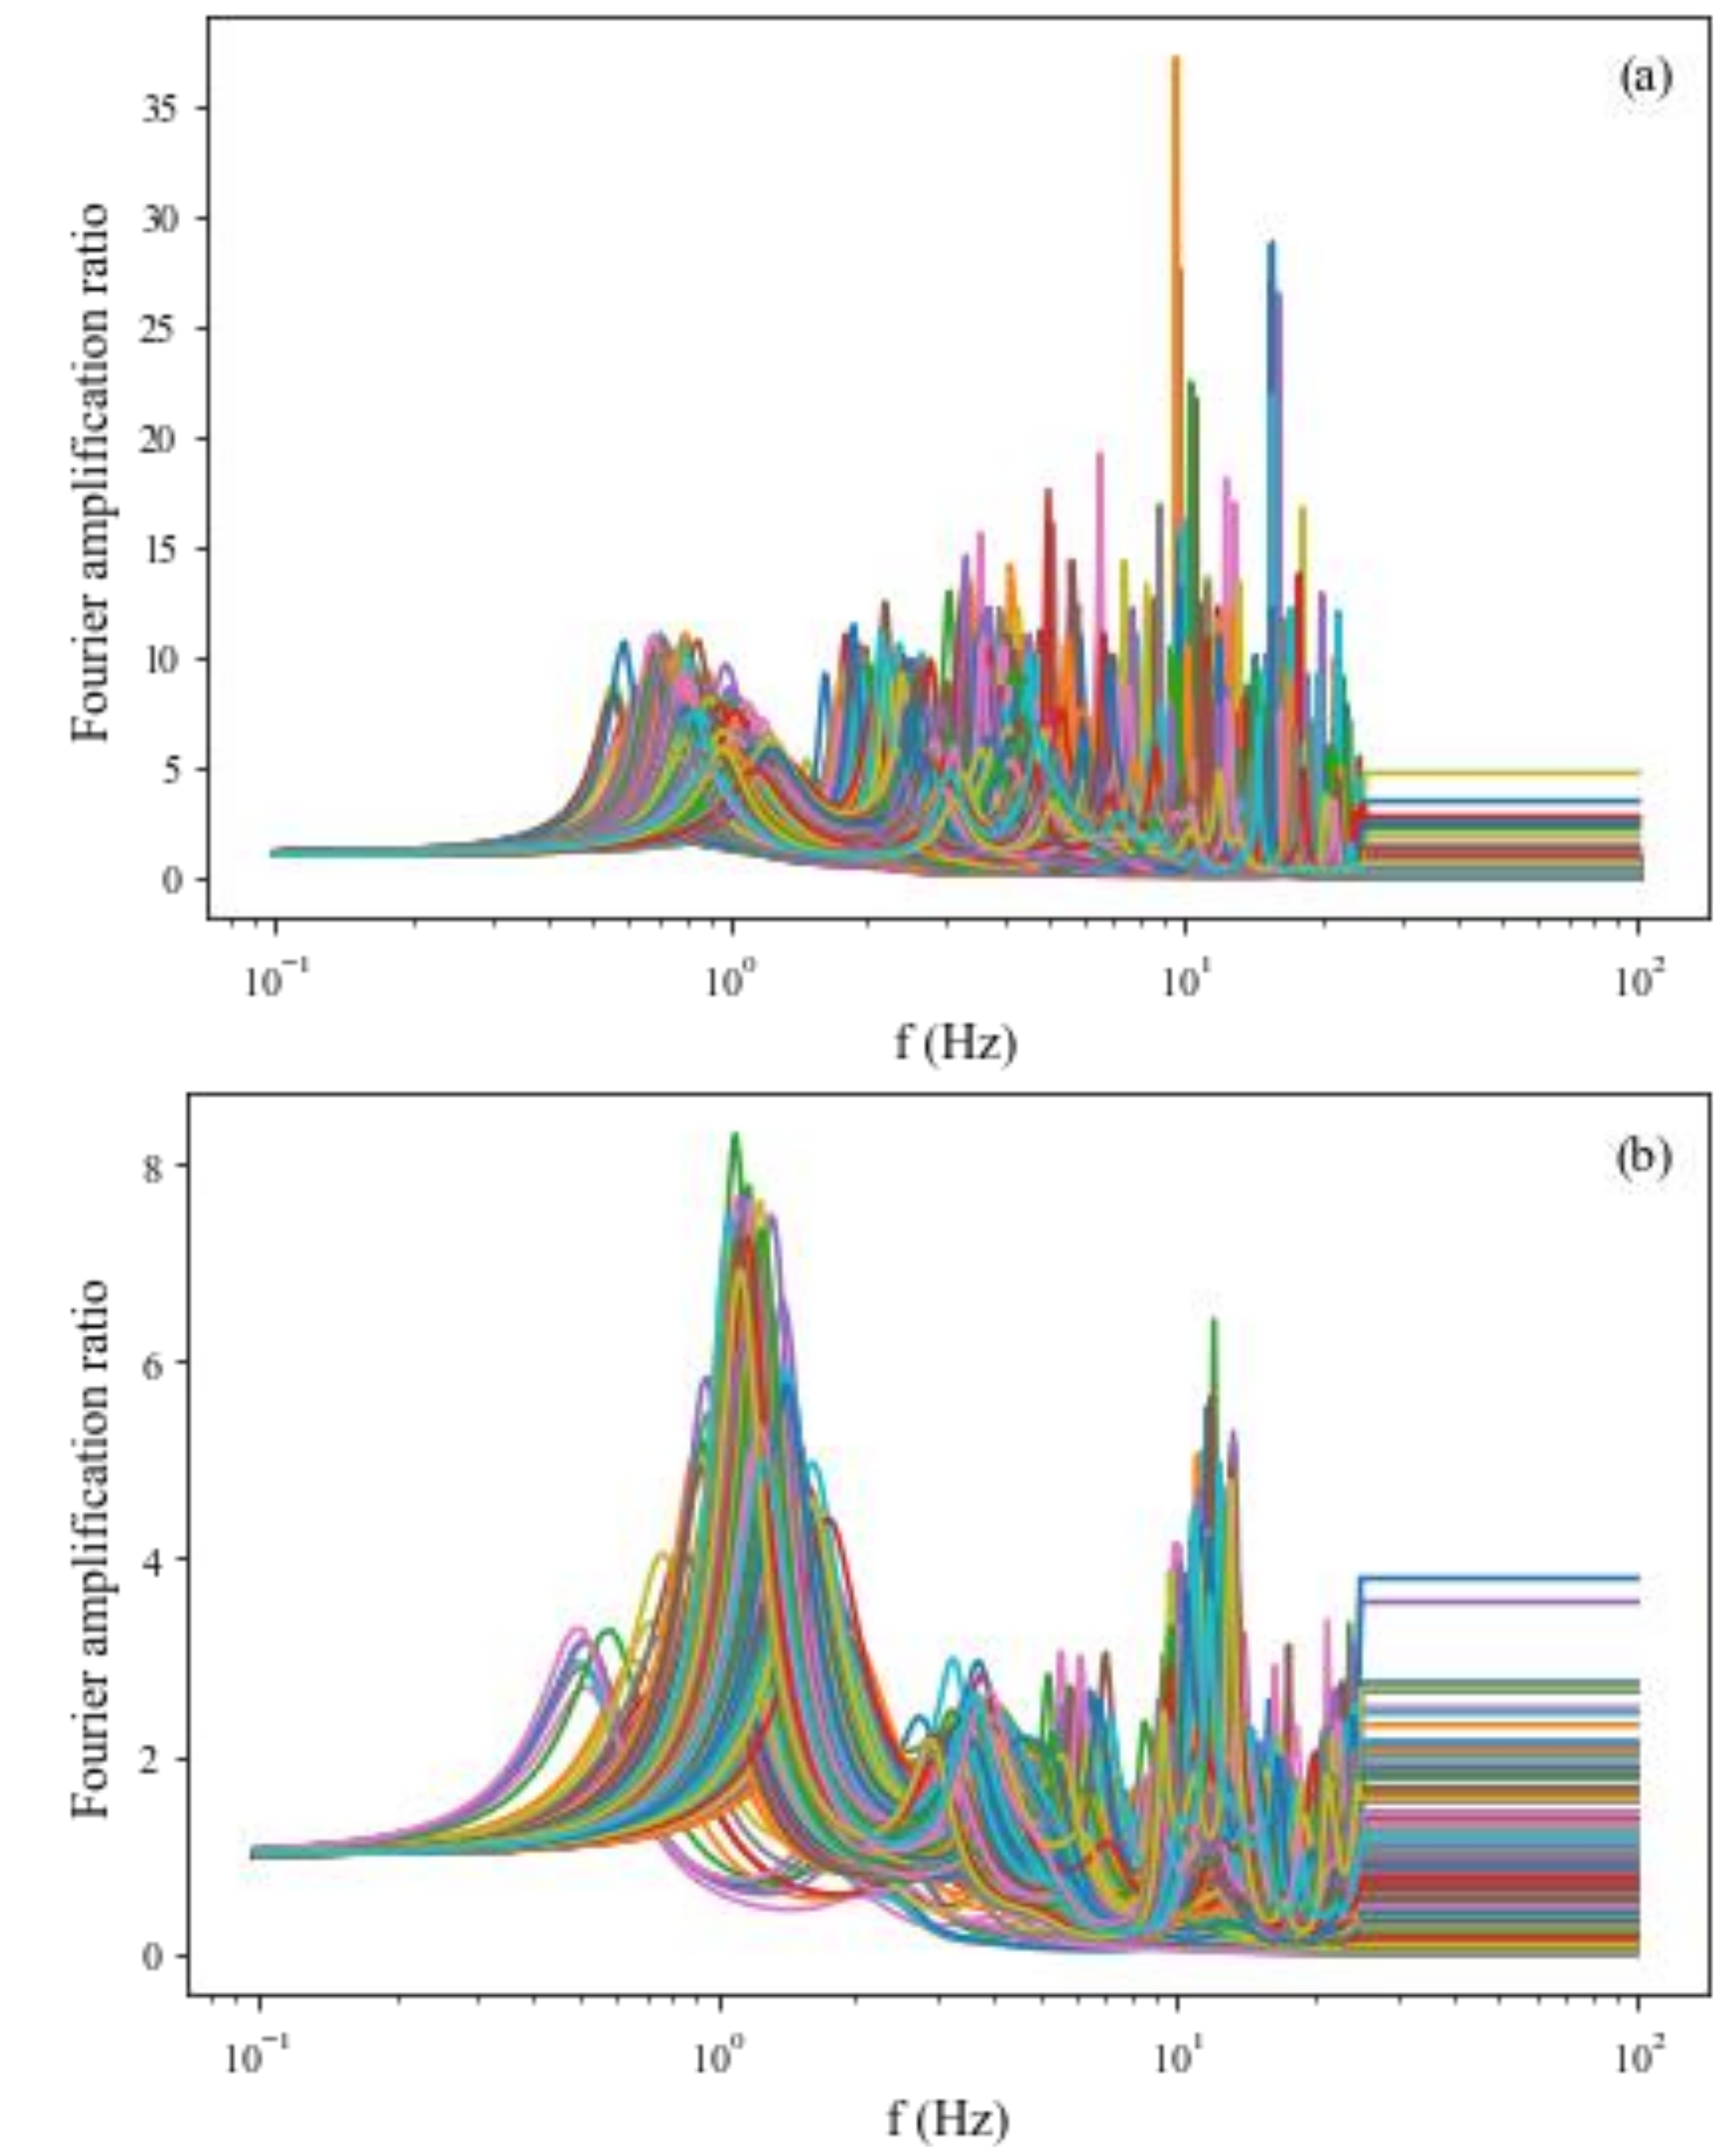 (a)
Fourier amplification ratio
35
30
25
20
15
10
5
0
10⁻¹ 10⁰ 10¹ 10²
f (Hz)
(b)
Fourier amplification ratio
8
6
4
2
0
10⁻¹ 10⁰ 10¹ 10²
f (Hz)